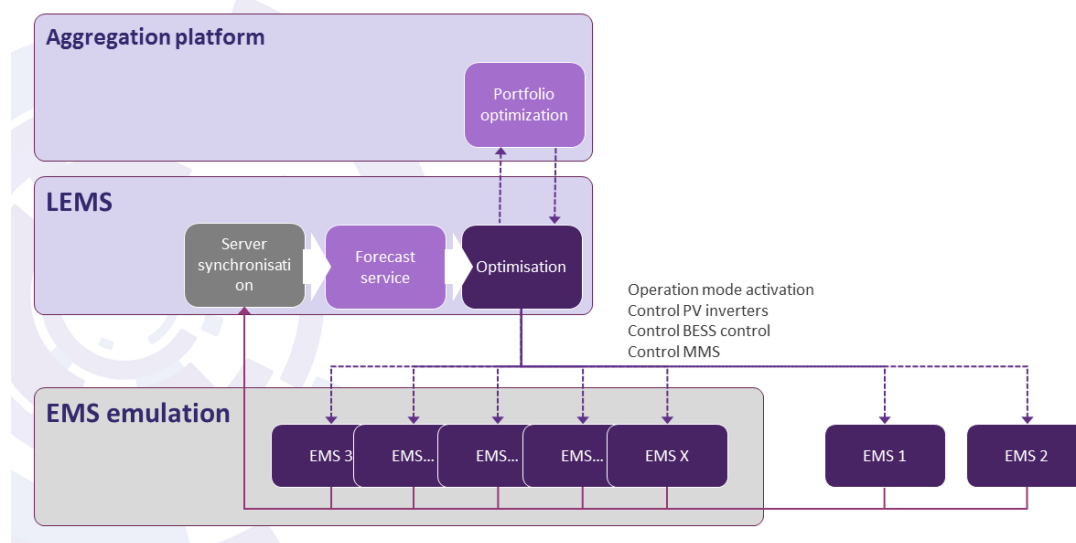 Aggregation platform
Portfolio
optimization
LEMS
Server
synchronisati
on
Forecast
service
Optimisation
Operation mode activation
Control PV inverters
Control BESS control
Control MMS
EMS emulation
EMS 3
EMS...
EMS...
EMS...
EMS X
EMS 1
EMS 2